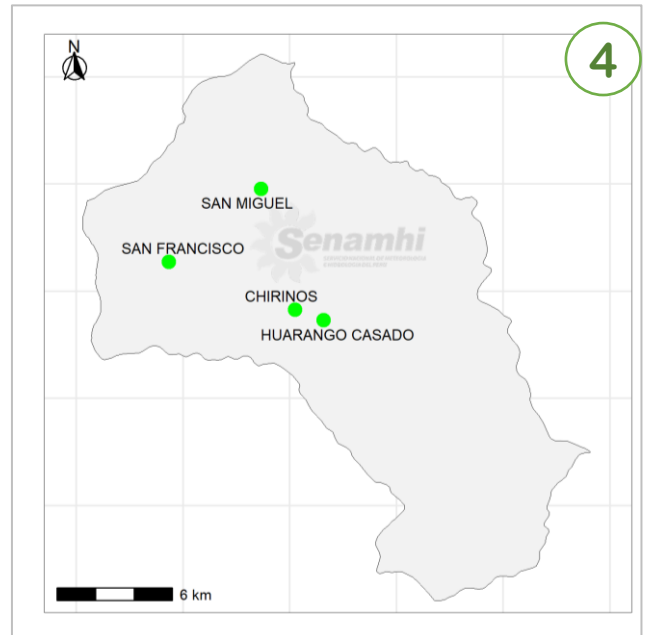 N
4
SAN MIGUEL
Senamhi
SAN FRANCISCO
CHIRINOS
HUARANGO CASADO
6 km